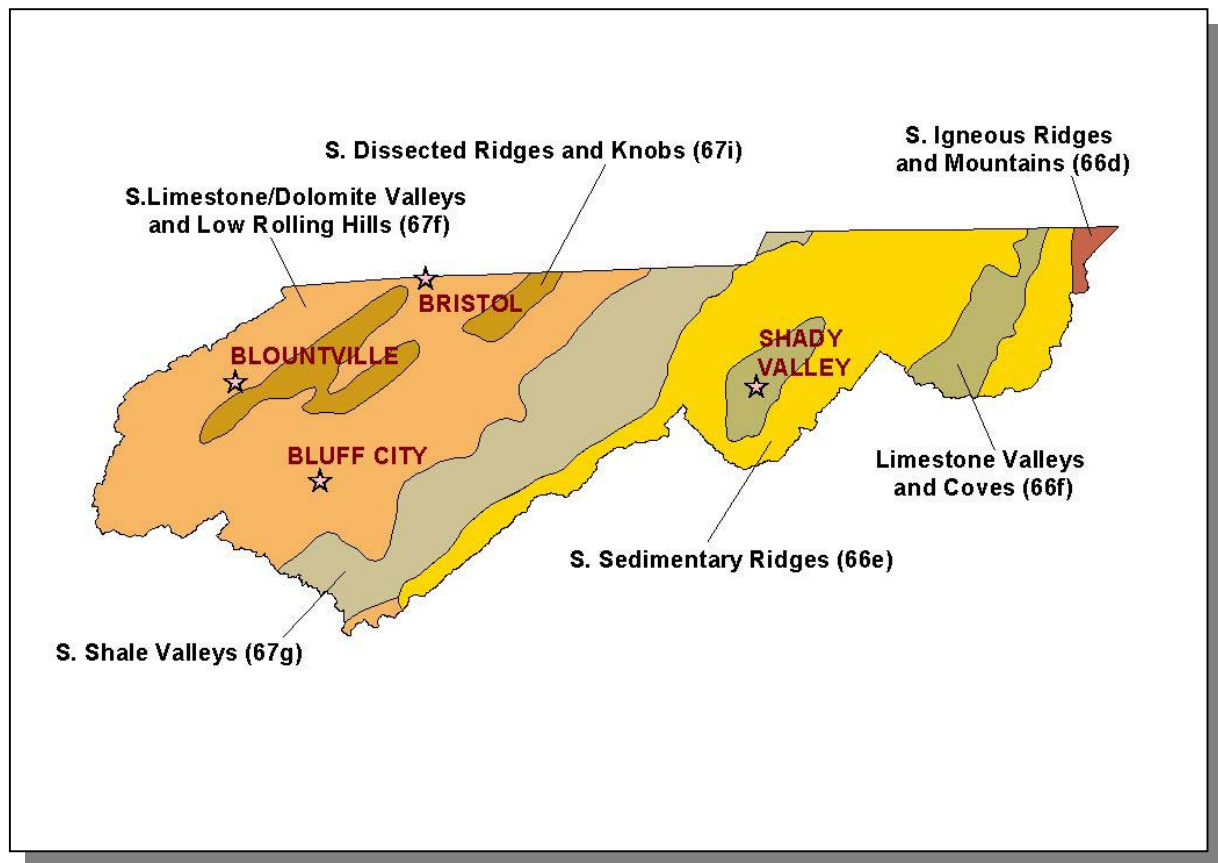 S. Igneous Ridges
and Mountains (66d)
S. Dissected Ridges and Knobs (67i)
S.Limestone/Dolomite Valleys
and Low Rolling Hills (67f)
BRISTOL
SHADY
VALLEY
BLOUNTVILLE
BLUFF CITY
Limestone Valleys
and Coves (66f)
S. Sedimentary Ridges (66e)
S. Shale Valleys (67g)